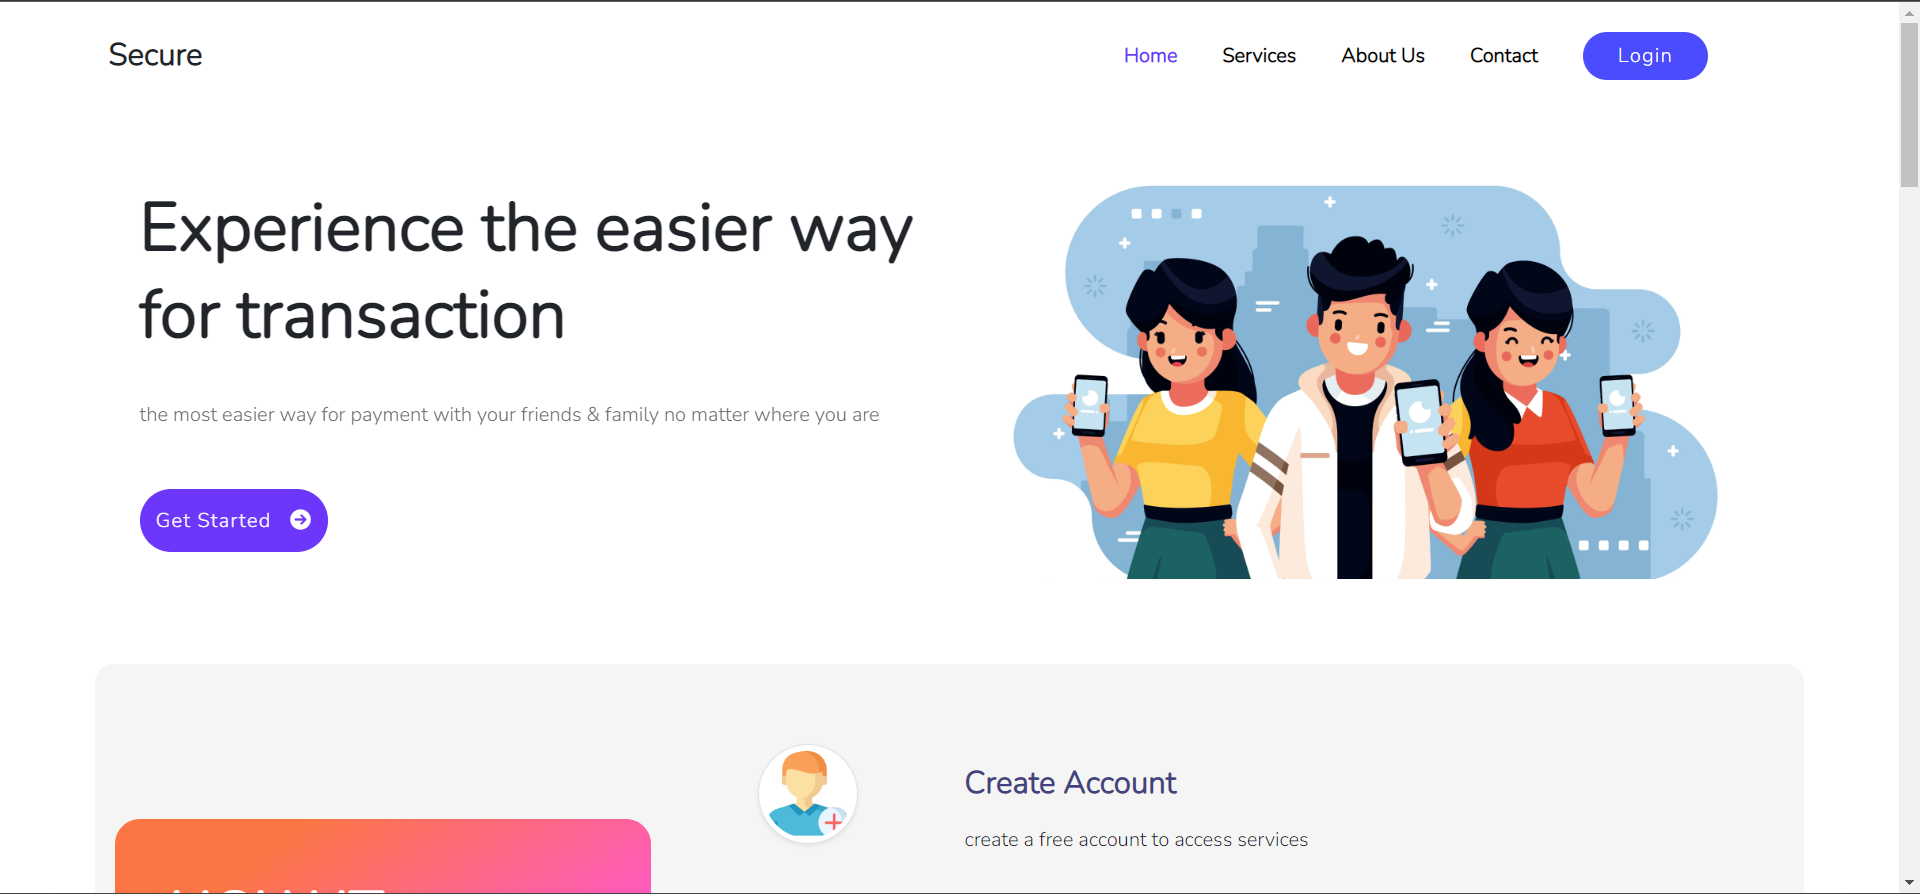 Secure
Home
Services
About Us
Contact
Login
Experience the easier way
for transaction
the most easier way for payment with your friends & family no matter where you are
Get Started
Create Account
create a free account to access services